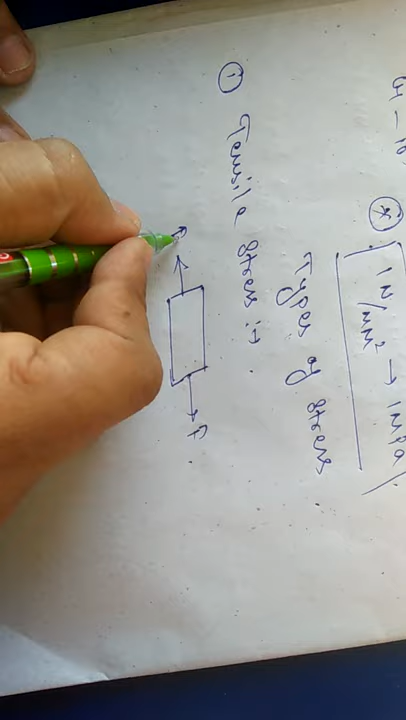 1 N/mm² → 1 MPa
Types of Stress
① Tensile Stress :-
F